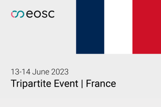 eosc
13-14 June 2023
Tripartite Event | France